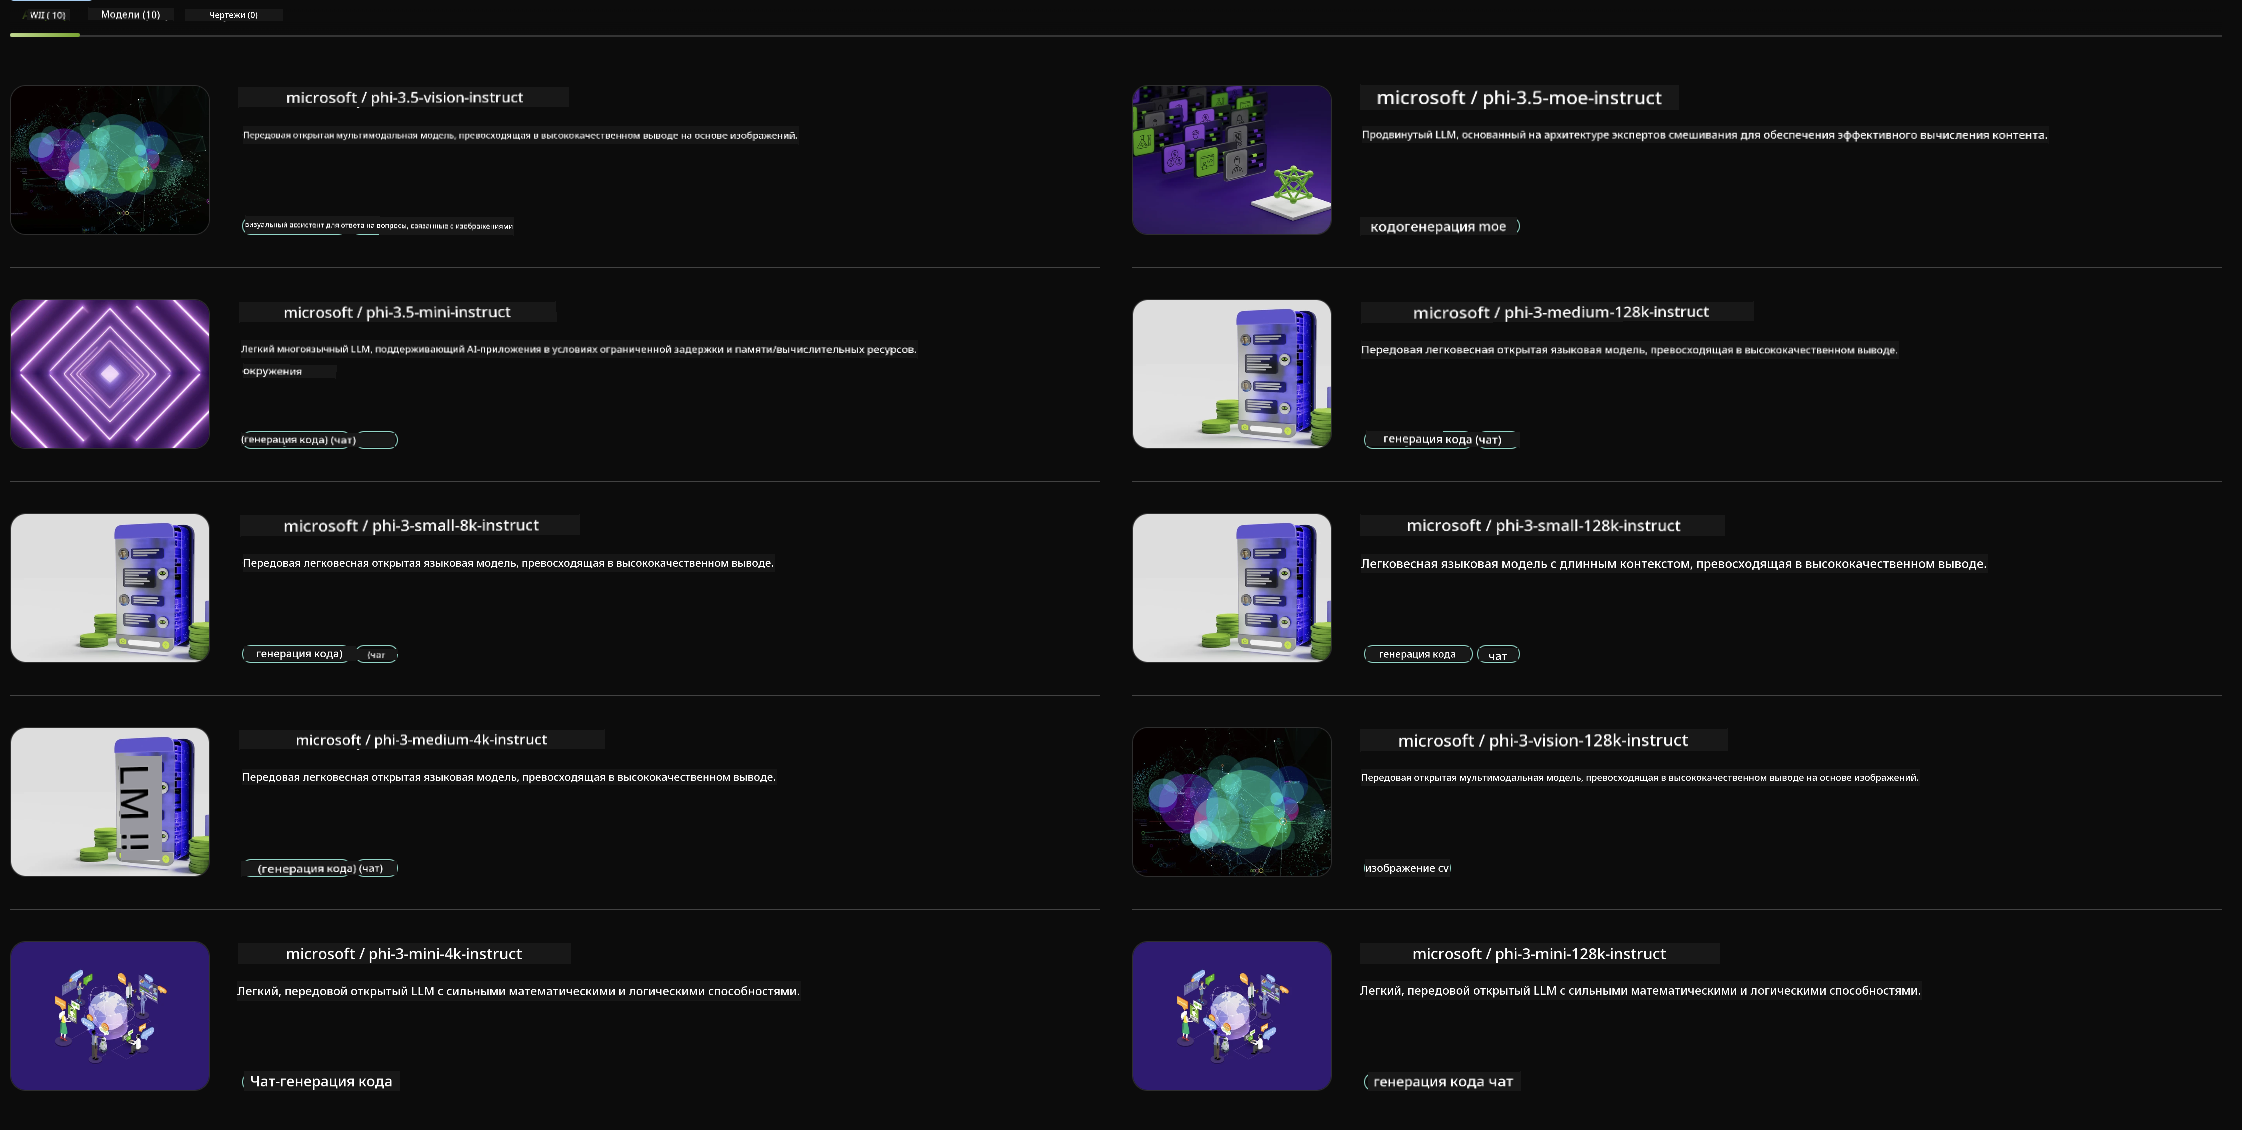 WII ( 10)
Модели (10)
Чертежи (0)
microsoft / phi-3.5-vision-instruct
Передовая открытая мультимодальная модель, превосходящая в высококачественном выводе на основе изображений.
визуальный ассистент для ответа на вопросы, связанные с изображениями
microsoft / phi-3.5-moe-instruct
Продвинутый LLM, основанный на архитектуре экспертов смешивания для обеспечения эффективного вычисления контента.
кодогенерация moe
microsoft / phi-3.5-mini-instruct
Легкий многоязычный LLM, поддерживающий AI-приложения в условиях ограниченной задержки и памяти/вычислительных ресурсов.
окружения
(генерация кода) (чат)
microsoft / phi-3-medium-128k-instruct
Передовая легковесная открытая языковая модель, превосходящая в высококачественном выводе.
генерация кода (чат)
microsoft / phi-3-small-8k-instruct
Передовая легковесная открытая языковая модель, превосходящая в высококачественном выводе.
генерация кода) (чат
microsoft / phi-3-small-128k-instruct
Легковесная языковая модель с длинным контекстом, превосходящая в высококачественном выводе.
генерация кода чат
microsoft / phi-3-medium-4k-instruct
Передовая легковесная открытая языковая модель, превосходящая в высококачественном выводе.
LM !!
(генерация кода) (чат)
microsoft / phi-3-vision-128k-instruct
Передовая открытая мультимодальная модель, превосходящая в высококачественном выводе на основе изображений.
изображение cv
microsoft / phi-3-mini-4k-instruct
Легкий, передовой открытый LLM с сильными математическими и логическими способностями.
Чат-генерация кода
microsoft / phi-3-mini-128k-instruct
Легкий, передовой открытый LLM с сильными математическими и логическими способностями.
генерация кода чат